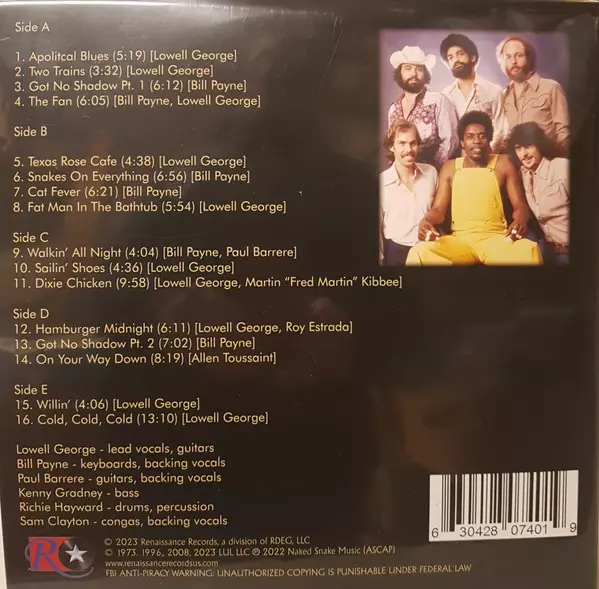 Side A
1. Apolitcal Blues (5:19) [Lowell George]
2. Two Trains (3:32) [Lowell George]
3. Got No Shadow Pt. 1 (6:12) [Bill Payne]
4. The Fan (6:05) [Bill Payne, Lowell George]
Side B
5. Texas Rose Cafe (4:38) [Lowell George]
6. Snakes On Everything (6:56) [Bill Payne]
7. Cat Fever (6:21) [Bill Payne]
8. Fat Man In The Bathtub (5:54) [Lowell George]
Side C
9. Walkin' All Night (4:04) [Bill Payne, Paul Barrere]
10. Sailin' Shoes (4:36) [Lowell George]
11. Dixie Chicken (9:58) [Lowell George, Martin "Fred Martin" Kibbee]
Side D
12. Hamburger Midnight (6:11) [Lowell George, Roy Estrada]
13. Got No Shadow Pt. 2 (7:02) [Bill Payne]
14. On Your Way Down (8:19) [Allen Toussaint]
Side E
15. Willin' (4:06) [Lowell George]
16. Cold, Cold, Cold (13:10) [Lowell George]
Lowell George - lead vocals, guitars
Bill Payne - keyboards, backing vocals
Paul Barrere - guitars, backing vocals
Kenny Gradney - bass
Richie Hayward - drums, percussion
Sam Clayton - congas, backing vocals
6 30428 07401 9
R
© 2023 Renaissance Records, a division of RDEG, LLC
© 1973. 1996, 2008, 2023 LUL LLC ℗ 2022 Naked Snake Music (ASCAP)
www.renaissancerecordsus.com
FBI ANTI-PIRACY WARNING: UNAUTHORIZED COPYING IS PUNISHABLE UNDER FEDERAL LAW